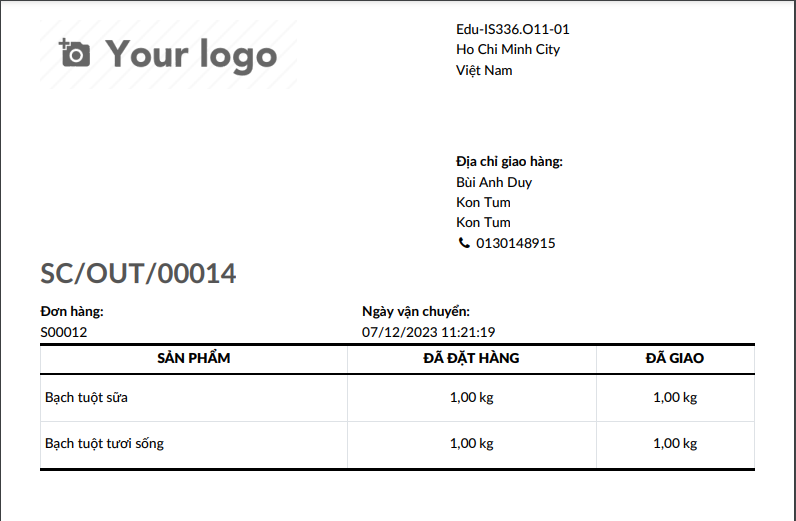 Your logo
Edu-IS336.O11-01
Ho Chi Minh City
Việt Nam
Địa chỉ giao hàng:
Bùi Anh Duy
Kon Tum
Kon Tum
0130148915
SC/OUT/00014
Đơn hàng: Ngày vận chuyển:
S00012 07/12/2023 11:21:19
SẢN PHẨM ĐÃ ĐẶT HÀNG ĐÃ GIAO
Bạch tuột sữa 1,00 kg 1,00 kg
Bạch tuột tươi sống 1,00 kg 1,00 kg